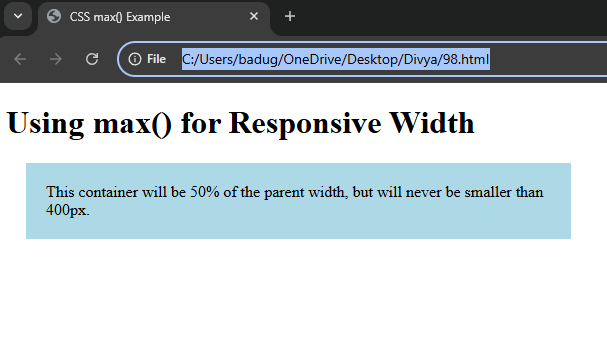 CSS max() Example
File C:/Users/badug/OneDrive/Desktop/Divya/98.html
Using max() for Responsive Width
This container will be 50% of the parent width, but will never be smaller than
400px.